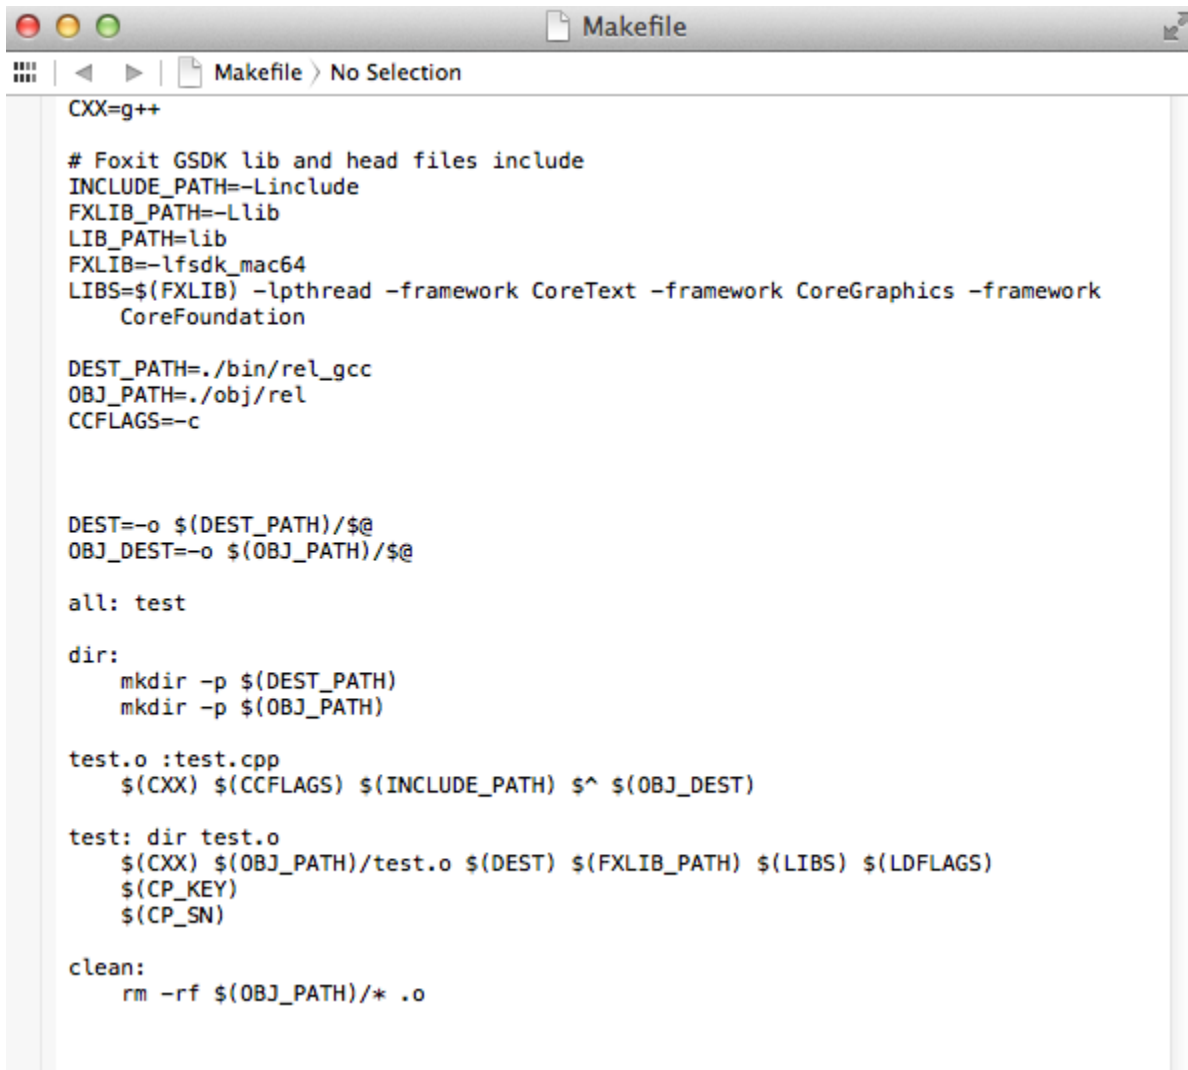 Makefile
Makefile 〉 No Selection
CXX=g++
# Foxit GSDK lib and head files include
INCLUDE_PATH=-Linclude
FXLIB_PATH=-Llib
LIB_PATH=lib
FXLIB=-lfsdk_mac64
LIBS=$(FXLIB) -lpthread -framework CoreText -framework CoreGraphics -framework
CoreFoundation
DEST_PATH=./bin/rel_gcc
OBJ_PATH=./obj/rel
CCFLAGS=-c
DEST=-o $(DEST_PATH)/$@
OBJ_DEST=-o $(OBJ_PATH)/$@
all: test
dir:
mkdir -p $(DEST_PATH)
mkdir -p $(OBJ_PATH)
test.o :test.cpp
$(CXX) $(CCFLAGS) $(INCLUDE_PATH) $^ $(OBJ_DEST)
test: dir test.o
$(CXX) $(OBJ_PATH)/test.o $(DEST) $(FXLIB_PATH) $(LIBS) $(LDFLAGS)
$(CP_KEY)
$(CP_SN)
clean:
rm -rf $(OBJ_PATH)/* .o